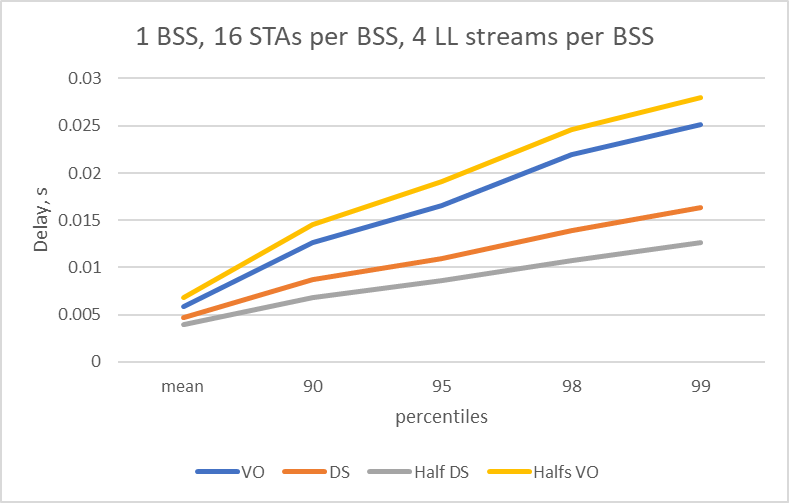 1 BSS, 16 STAs per BSS, 4 LL streams per BSS
0.03
0.025
0.02
0.015
0.01
0.005
0
Delay, s
mean 90 95 98 99
percentiles
VO DS Half DS Halfs VO